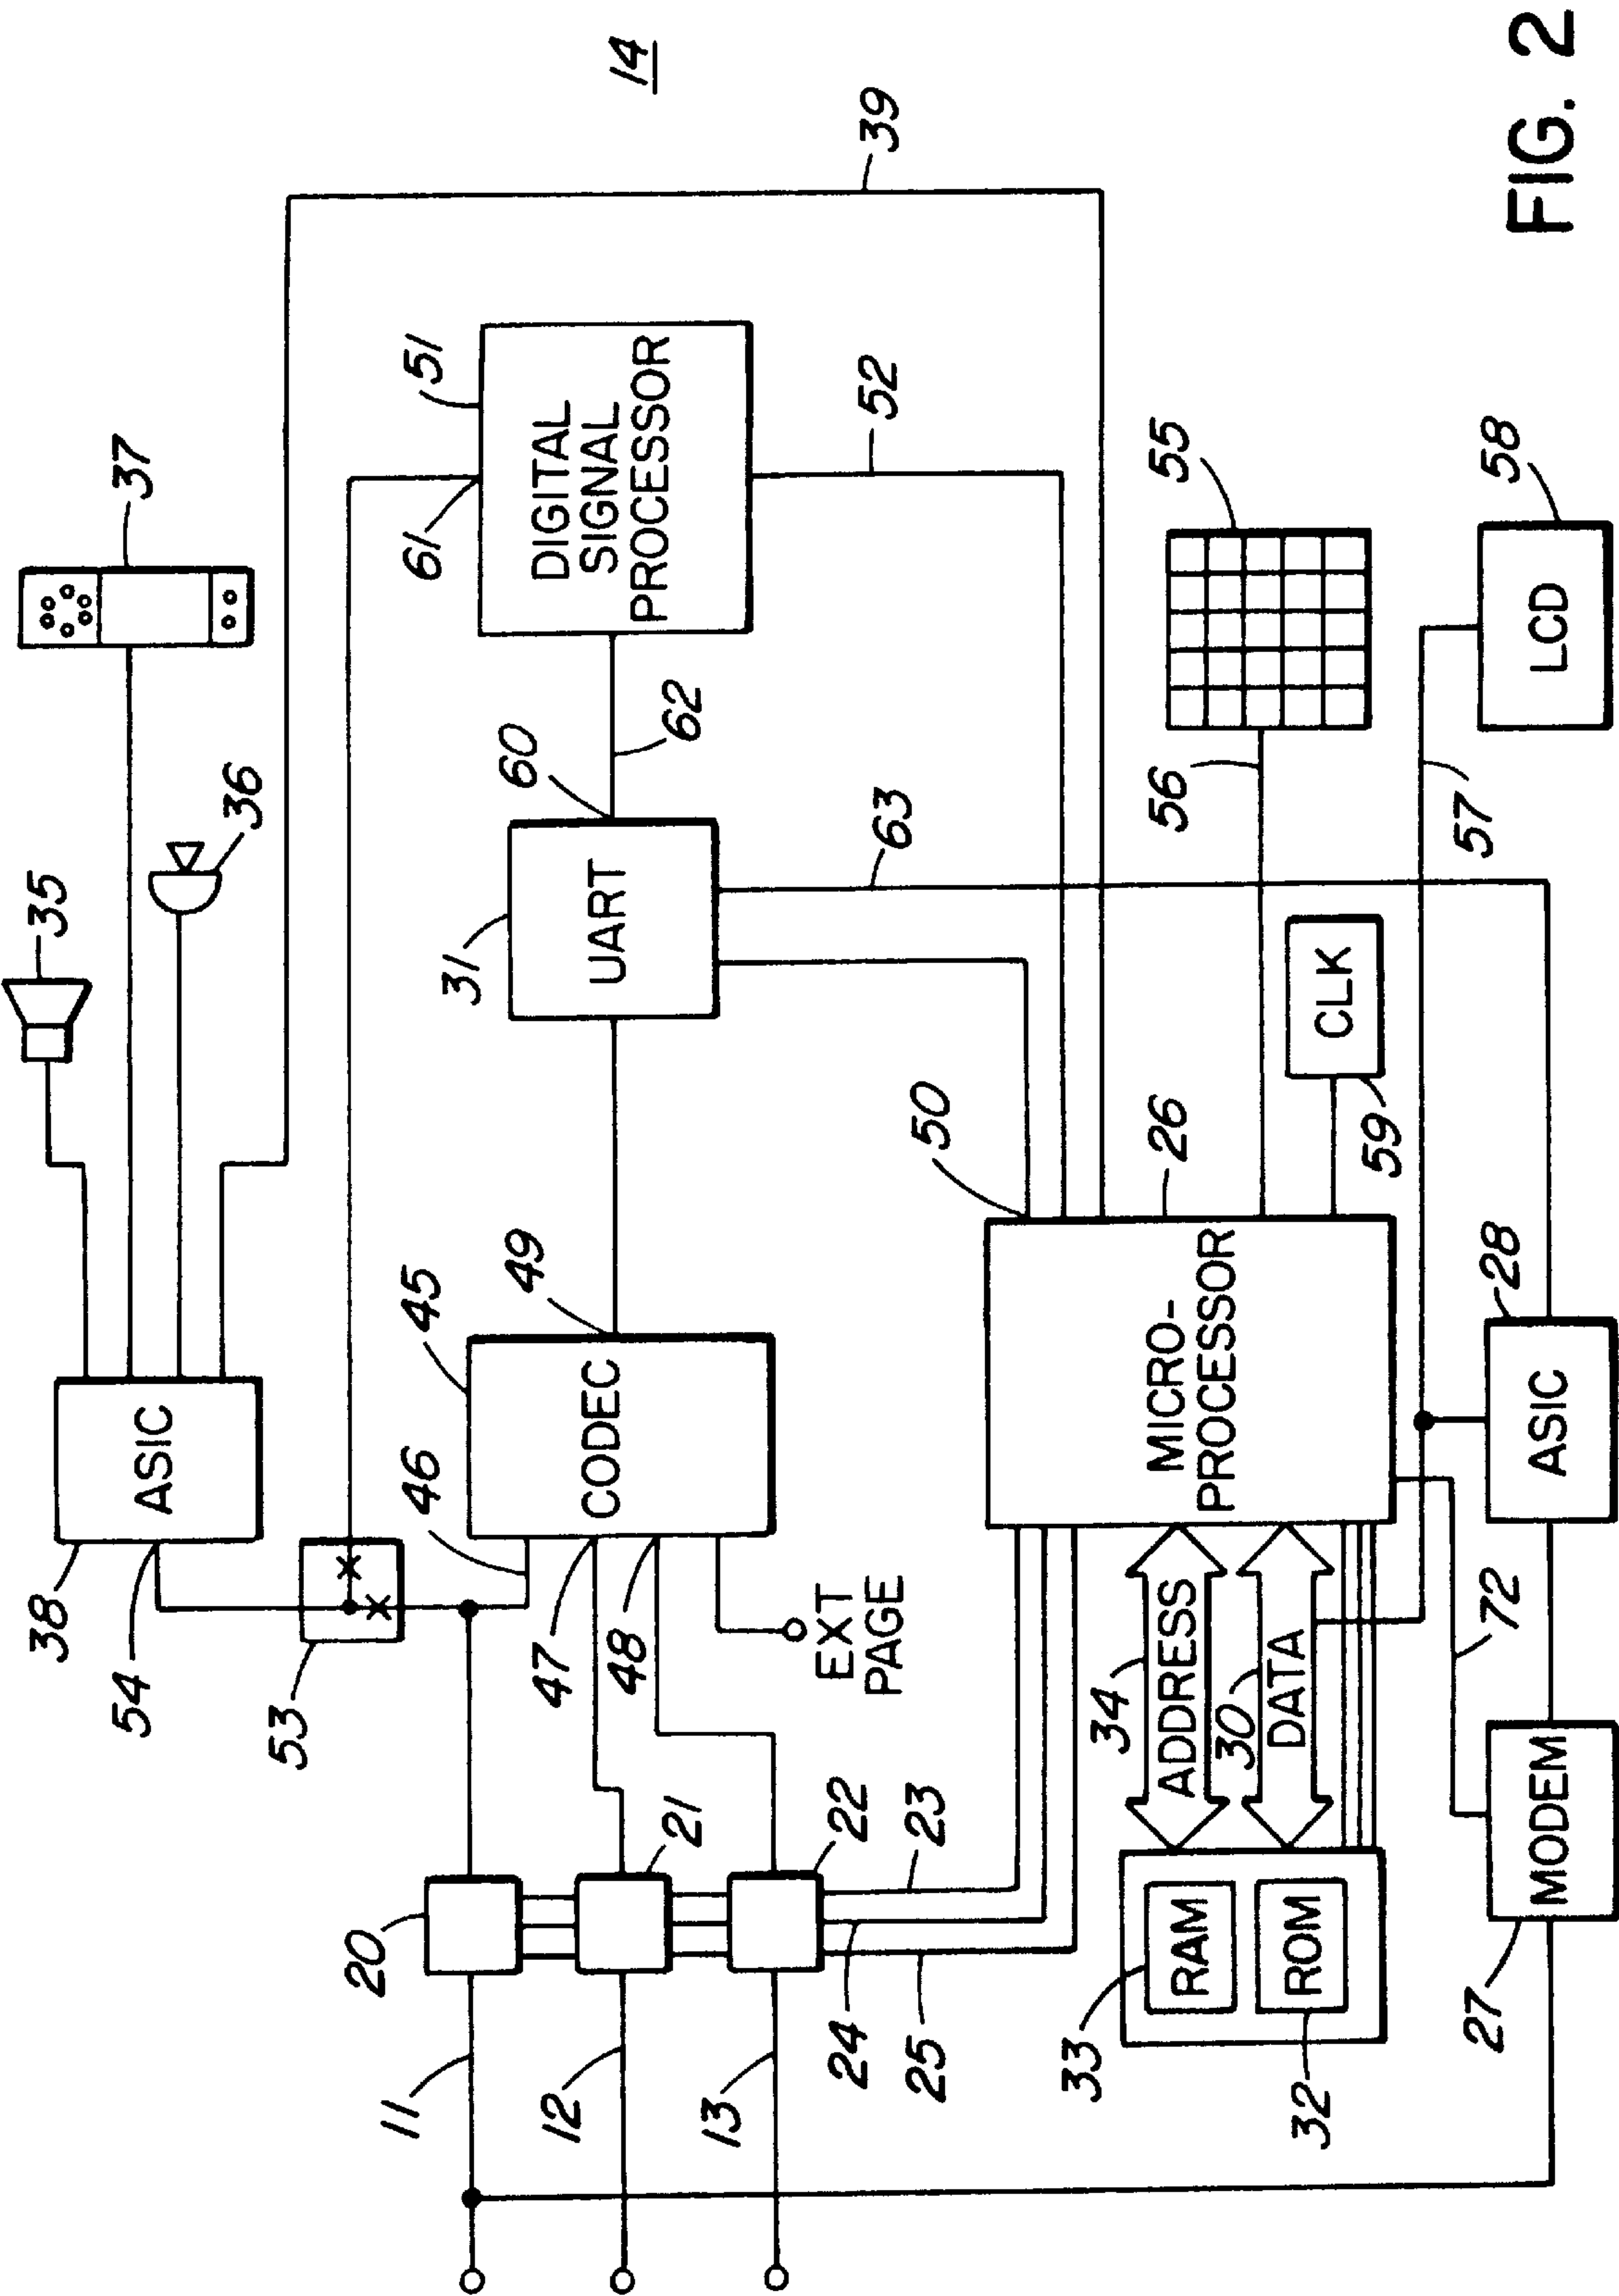 14
39
37
35
36
51
61
DIGITAL
SIGNAL
PROCESSOR
52
62
60
31
UART
63
55
56
58
LCD
57
CLK
59
50
26
MICRO-
PROCESSOR
45
49
CODEC
46
47
48
EXT
PAGE
38
ASIC
54
53
28
ASIC
72
34
ADDRESS
30
DATA
20
21
22
23
24
25
11
12
13
33
RAM
ROM
32
MODEM
27
FIG. 2